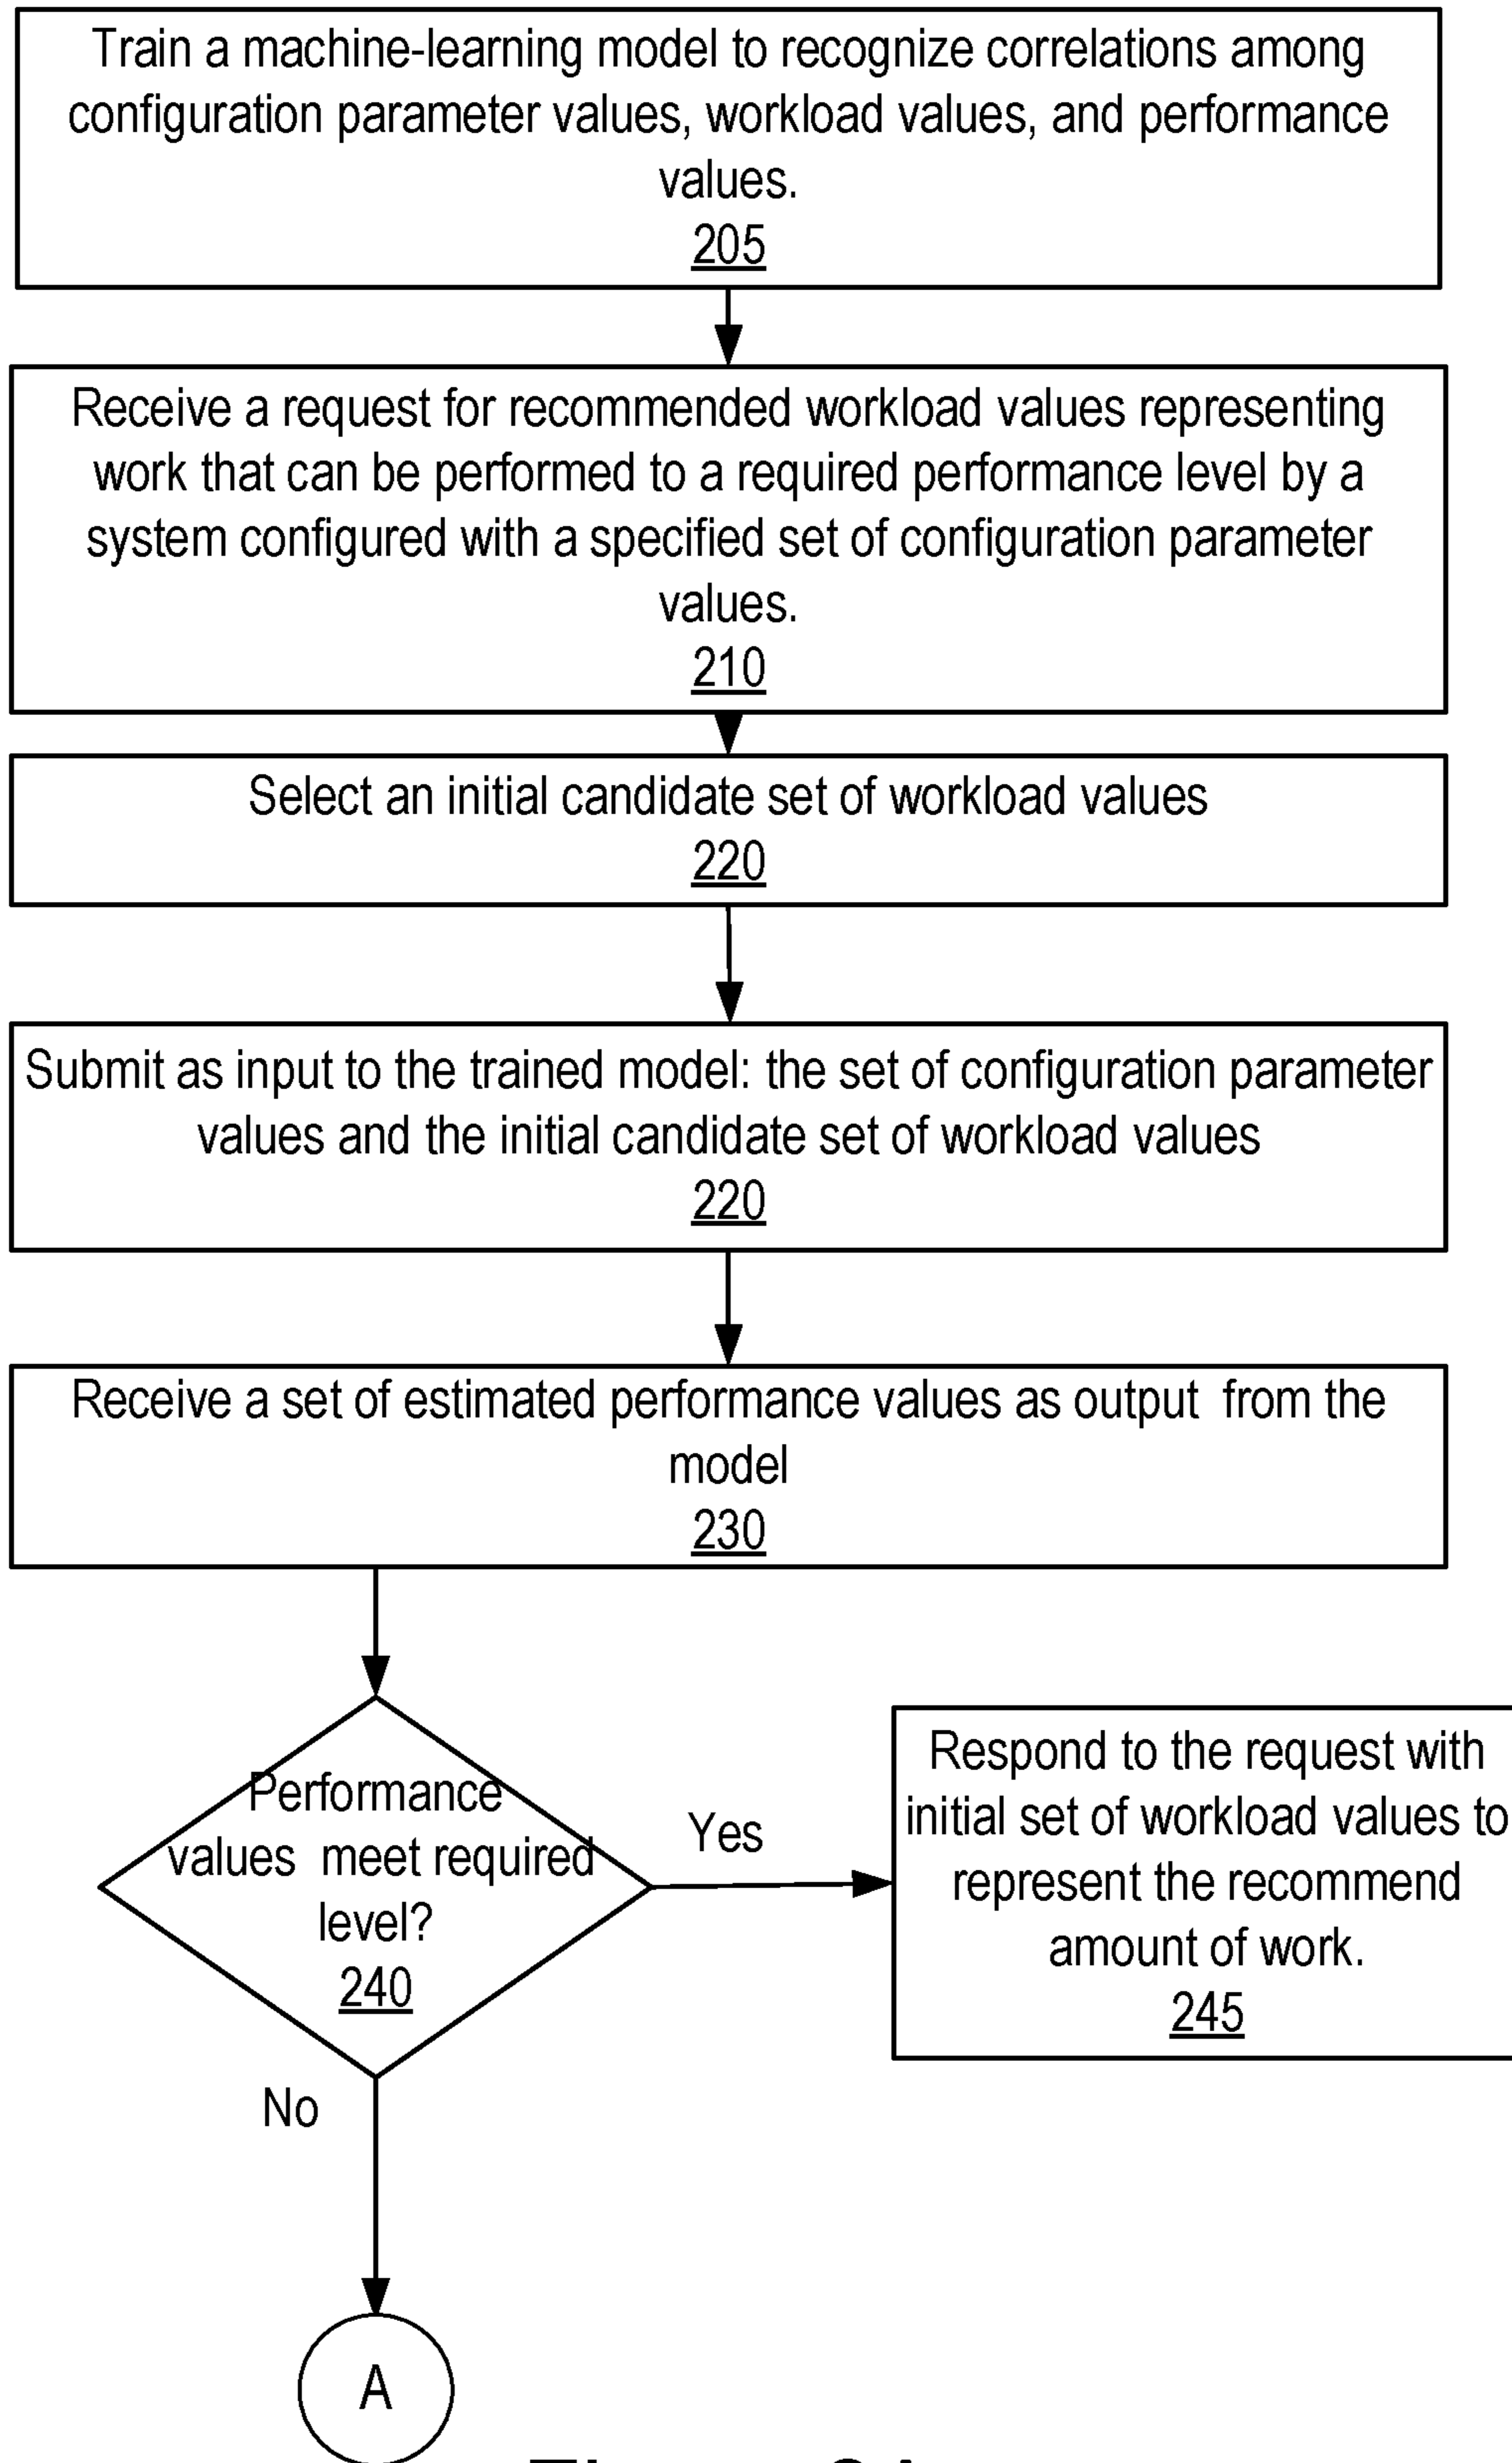 Train a machine-learning model to recognize correlations among
configuration parameter values, workload values, and performance
values.
205
Receive a request for recommended workload values representing
work that can be performed to a required performance level by a
system configured with a specified set of configuration parameter
values.
210
Select an initial candidate set of workload values
220
Submit as input to the trained model: the set of configuration parameter
values and the initial candidate set of workload values
220
Receive a set of estimated performance values as output from the
model
230
Performance
values meet required
level?
240
Yes
Respond to the request with
initial set of workload values to
represent the recommend
amount of work.
245
No
A